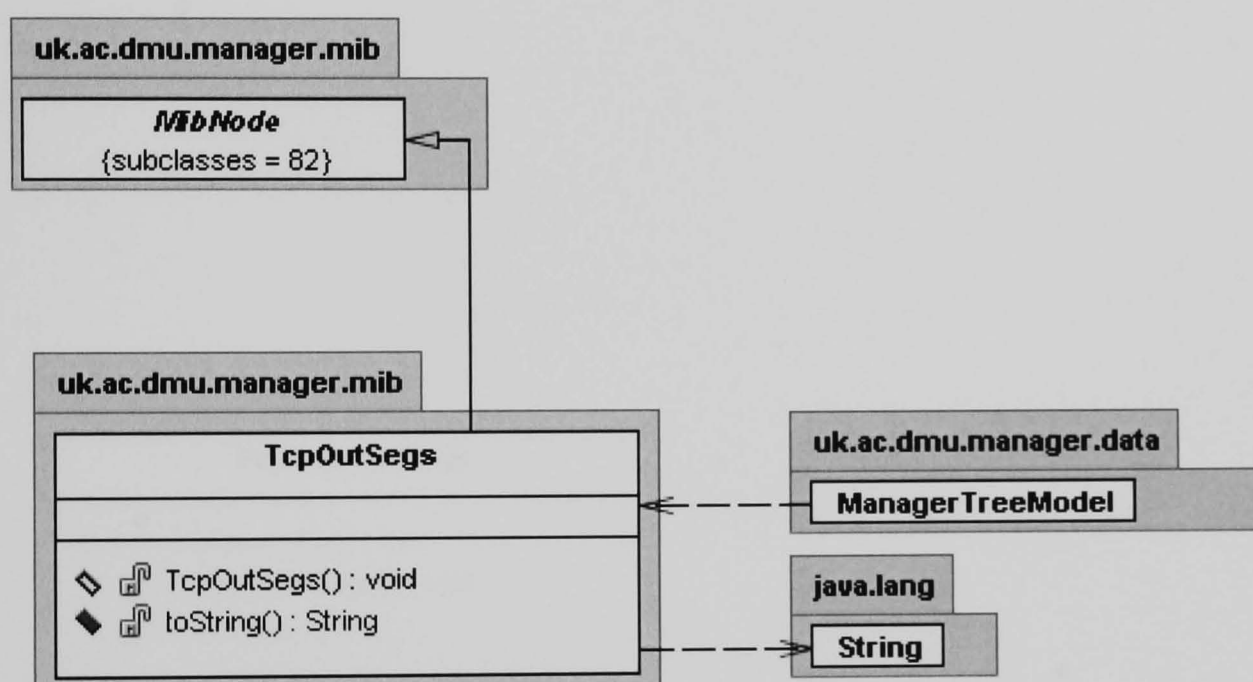 uk.ac.dmu.manager.mib
MibNode
{subclasses = 82}
uk.ac.dmu.manager.mib
TcpOutSegs
TcpOutSegs() : void
toString() : String
uk.ac.dmu.manager.data
ManagerTreeModel
java.lang
String